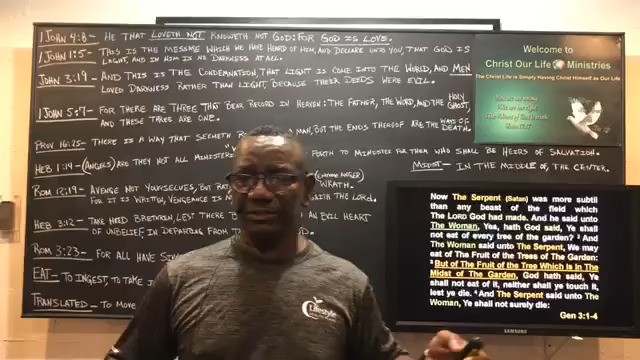 1 JOHN 4:8- HE THAT LOVETH NOT KNOWETH NOT GOD: FOR GOD IS LOVE.
1 JOHN 1:5- THIS IS THE MESSAGE WHICH WE HAVE HEARD OF HIM, AND DECLARE UNTO YOU, THAT GOD IS
LIGHT, AND IN HIM IS NO DARKNESS AT ALL.
JOHN 3:19- AND THIS IS THE CONDEMNATION, THAT LIGHT IS COME INTO THE WORLD, AND MEN
LOVED DARKNESS RATHER THAN LIGHT, BECAUSE THEIR DEEDS WERE EVIL.
1 JOHN 5:7- FOR THERE ARE THREE THAT BEAR RECORD IN HEAVEN: THE FATHER, THE WORD, AND THE HOLY GHOST,
AND THESE THREE ARE ONE.
PROV 16:25- THERE IS A WAY THAT SEEMETH MAN, BUT THE ENDS THEREOF ARE THE WAYS OF DEATH.
HEB 1:14- (ANGELS) ARE THEY NOT ALL MINISTER FORTH TO MINISTER FOR THEM WHO SHALL BE HEIRS OF SALVATION.
MIDST- IN THE MIDDLE OF THE CENTER.
ROM 12:19- AVENGE NOT YOURSELVES, BUT WRATH.
FOR IT IS WRITTEN, VENGEANCE IS SAITH THE LORD.
HEB 3:12- TAKE HEED BRETHREN, LEST THERE B AN EVIL HEART
OF UNBELIEF, IN DEPARTING FROM TH
ROM 3:23- FOR ALL HAVE SIN
EAT- TO INGEST, TO TAKE I
TRANSLATED- TO MOVE
Welcome to
Christ Our Life Ministries
The Christ Life is Simply Having Christ Himself as Our Life
Now The Serpent (Satan) was more subtil
than any beast of the field which
The LORD God had made. And he said unto
The Woman, Yea, hath God said, Ye shall
not eat of every tree of the garden? 2 And
The Woman said unto The Serpent, We may
eat of The Fruit of the Trees of The Garden:
3 But of The Fruit of the Tree Which is in The
Midst of The Garden, God hath said, Ye
shall not eat of it, neither shall ye touch it,
lest ye die. 4 And The Serpent said unto The
Woman, Ye shall not surely die:
Gen 3:1-4
SAMSUNG
Lifestyle